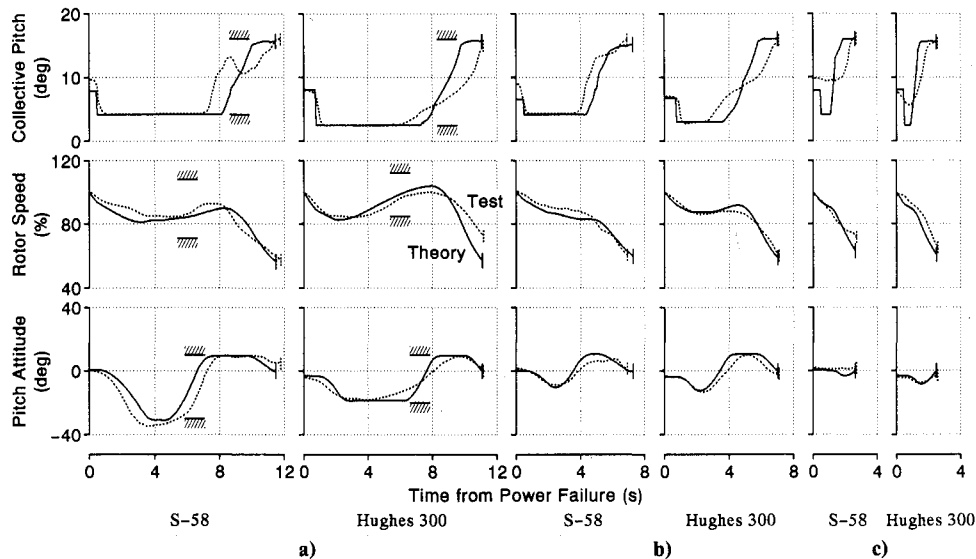 Collective Pitch
(deg)
20
10
0
Rotor Speed
(%)
120
80
40
Test
Theory
Pitch Attitude
(deg)
40
0
-40
0 4 8 12 0 4 8 12 0 4 8 0 4 8 0 4 0 4
Time from Power Failure (s)
S-58 Hughes 300 S-58 Hughes 300 S-58 Hughes 300
a) b) c)